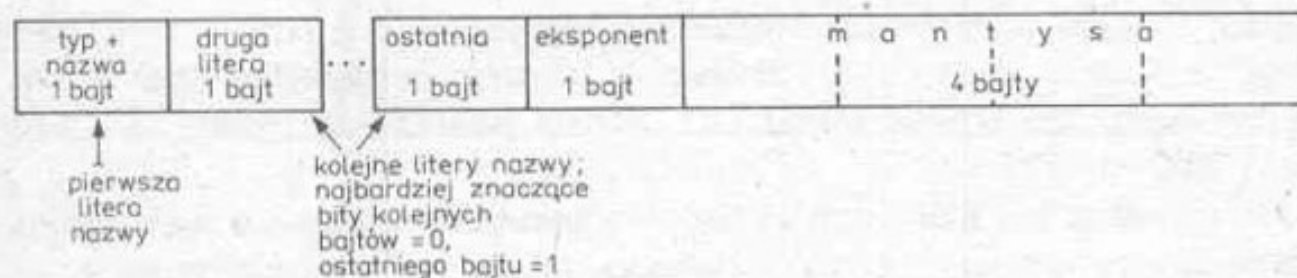 typ +
nazwa
1 bajt
druga
litera
1 bajt
...
ostatnia
1 bajt
eksponent
1 bajt
mantysa
4 bajty
pierwsza
litera
nazwy
kolejne litery nazwy;
najbardziej znaczące
bity kolejnych
bajtów = 0,
ostatniego bajtu = 1